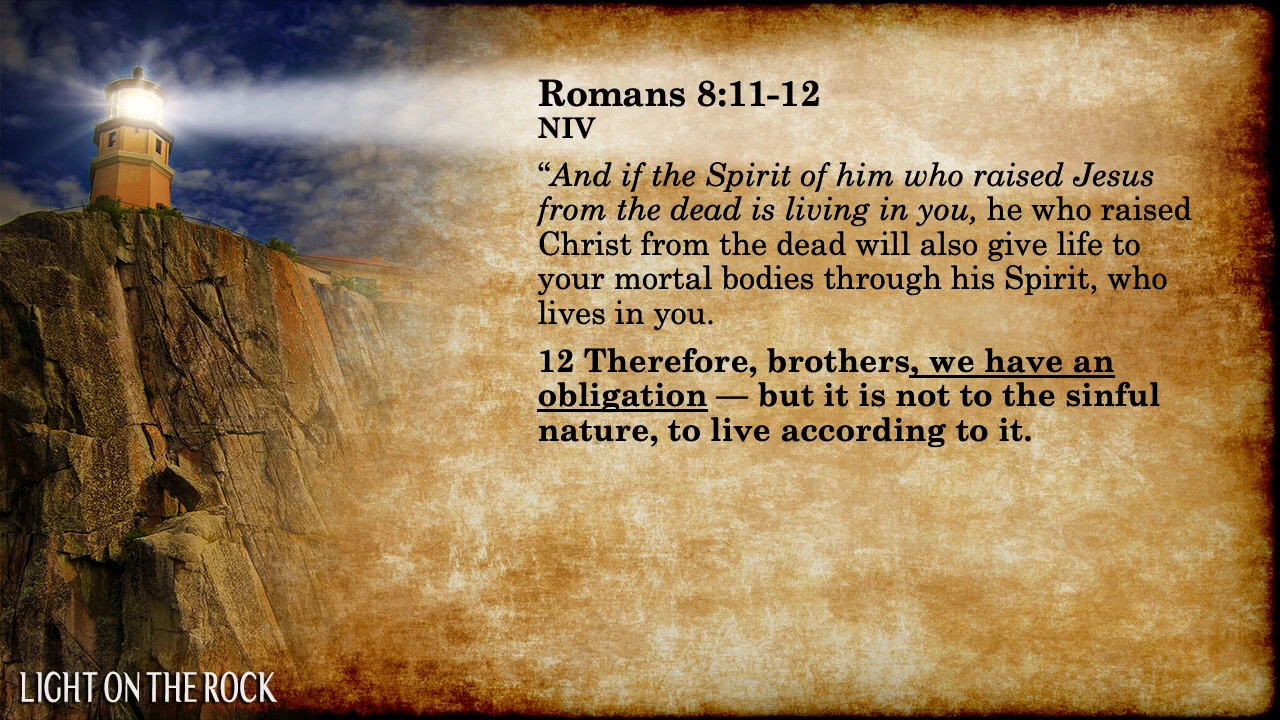 Romans 8:11-12
NIV
“And if the Spirit of him who raised Jesus
from the dead is living in you, he who raised
Christ from the dead will also give life to
your mortal bodies through his Spirit, who
lives in you.
12 Therefore, brothers, we have an
obligation — but it is not to the sinful
nature, to live according to it.
LIGHT ON THE ROCK